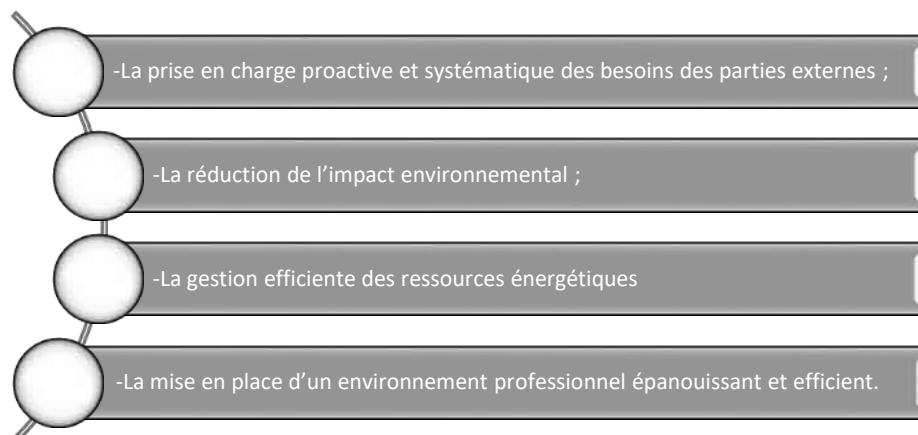 -La prise en charge proactive et systématique des besoins des parties externes ;
-La réduction de l’impact environnemental ;
-La gestion efficiente des ressources énergétiques
-La mise en place d’un environnement professionnel épanouissant et efficient.